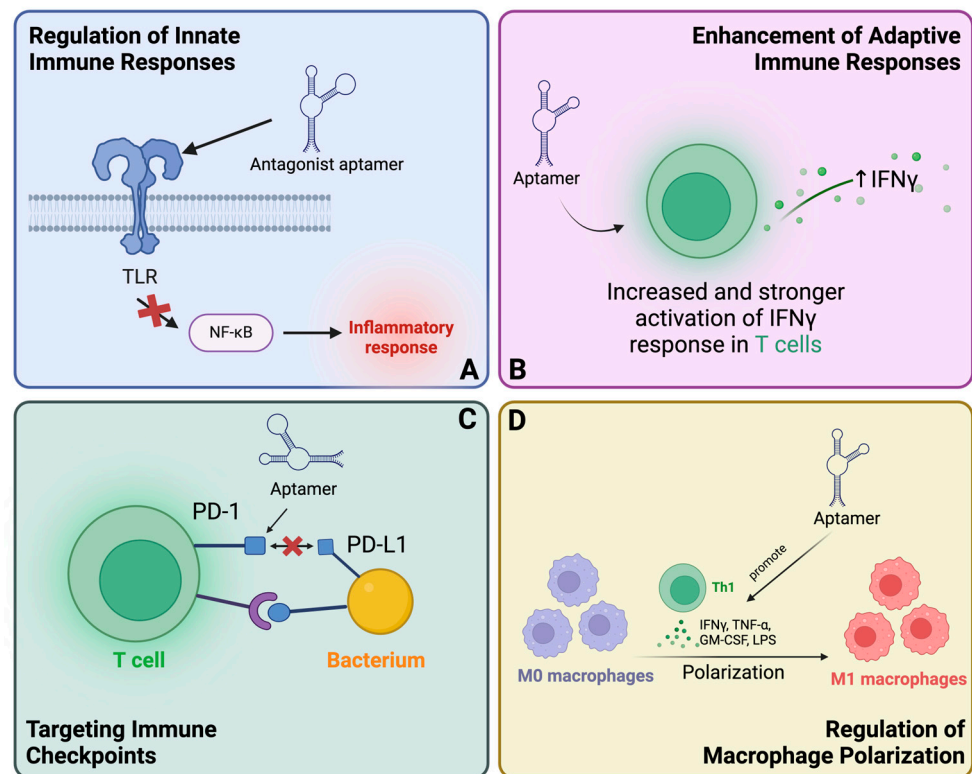 Regulation of Innate
Immune Responses
Antagonist aptamer
TLR
NF-κB
Inflammatory
response
A
Enhancement of Adaptive
Immune Responses
Aptamer
↑IFNγ
Increased and stronger
activation of IFNγ
response in T cells
B
C
Aptamer
PD-1
PD-L1
T cell
Bacterium
Targeting Immune
Checkpoints
D
Aptamer
promote
Th1
IFNγ, TNF-α,
GM-CSF, LPS
M0 macrophages
Polarization
M1 macrophages
Regulation of
Macrophage Polarization